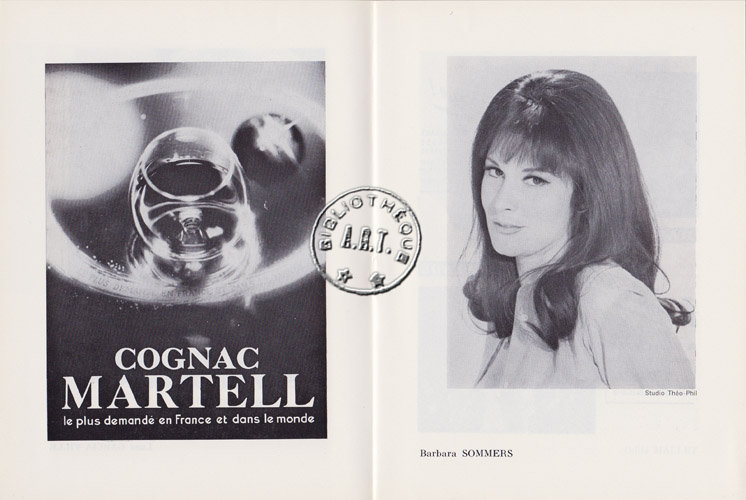 COGNAC
MARTELL
le plus demandé en France et dans le monde
BIBLIOTHÈQUE
A.R.T.
Studio Théo-Phil
Barbara SOMMERS